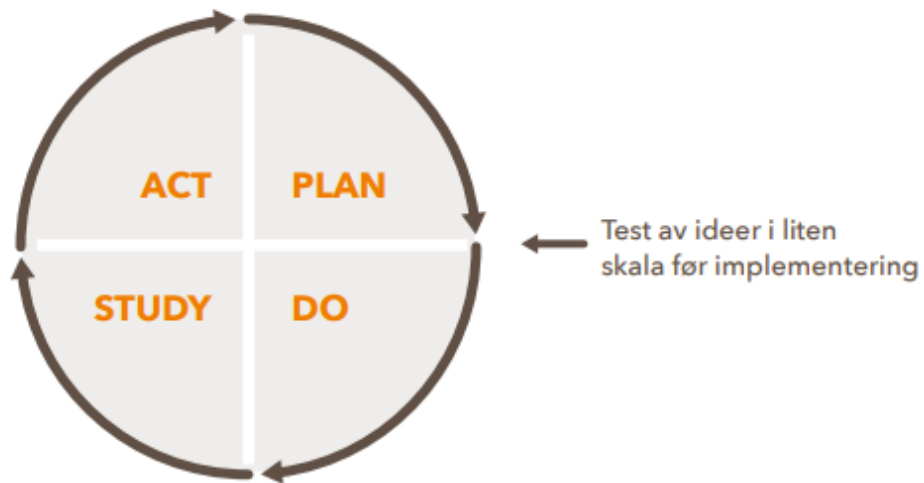 ACT
PLAN
STUDY
DO
Test av ideer i liten
skala før implementering